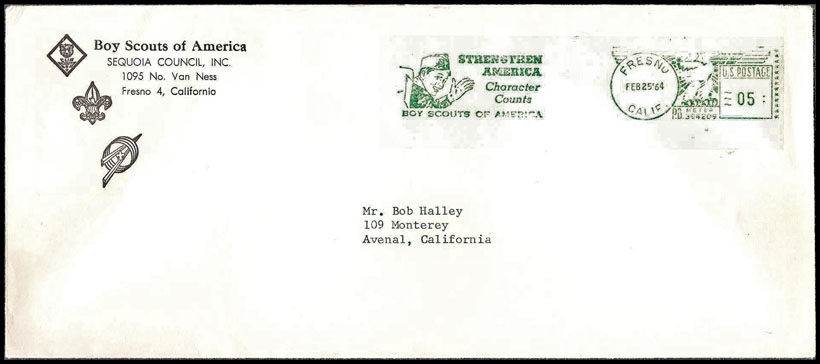 Boy Scouts of America
SEQUOIA COUNCIL, INC.
1095 No. Van Ness
Fresno 4, California
STRENGTHEN
AMERICA
Character
Counts
BOY SCOUTS OF AMERICA
FRESNO
FEB 25 '64
CALIF.
U.S. POSTAGE
05
P.B. METER
Mr. Bob Halley
109 Monterey
Avenal, California